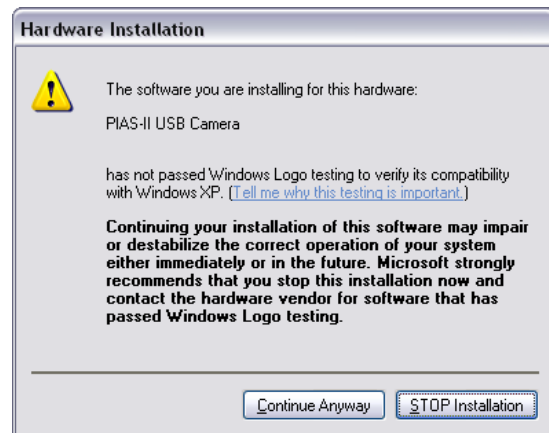 Hardware Installation
The software you are installing for this hardware:
PIAS-II USB Camera
has not passed Windows Logo testing to verify its compatibility
with Windows XP. (Tell me why this testing is important.)
Continuing your installation of this software may impair
or destabilize the correct operation of your system
either immediately or in the future. Microsoft strongly
recommends that you stop this installation now and
contact the hardware vendor for software that has
passed Windows Logo testing.
Continue Anyway STOP Installation